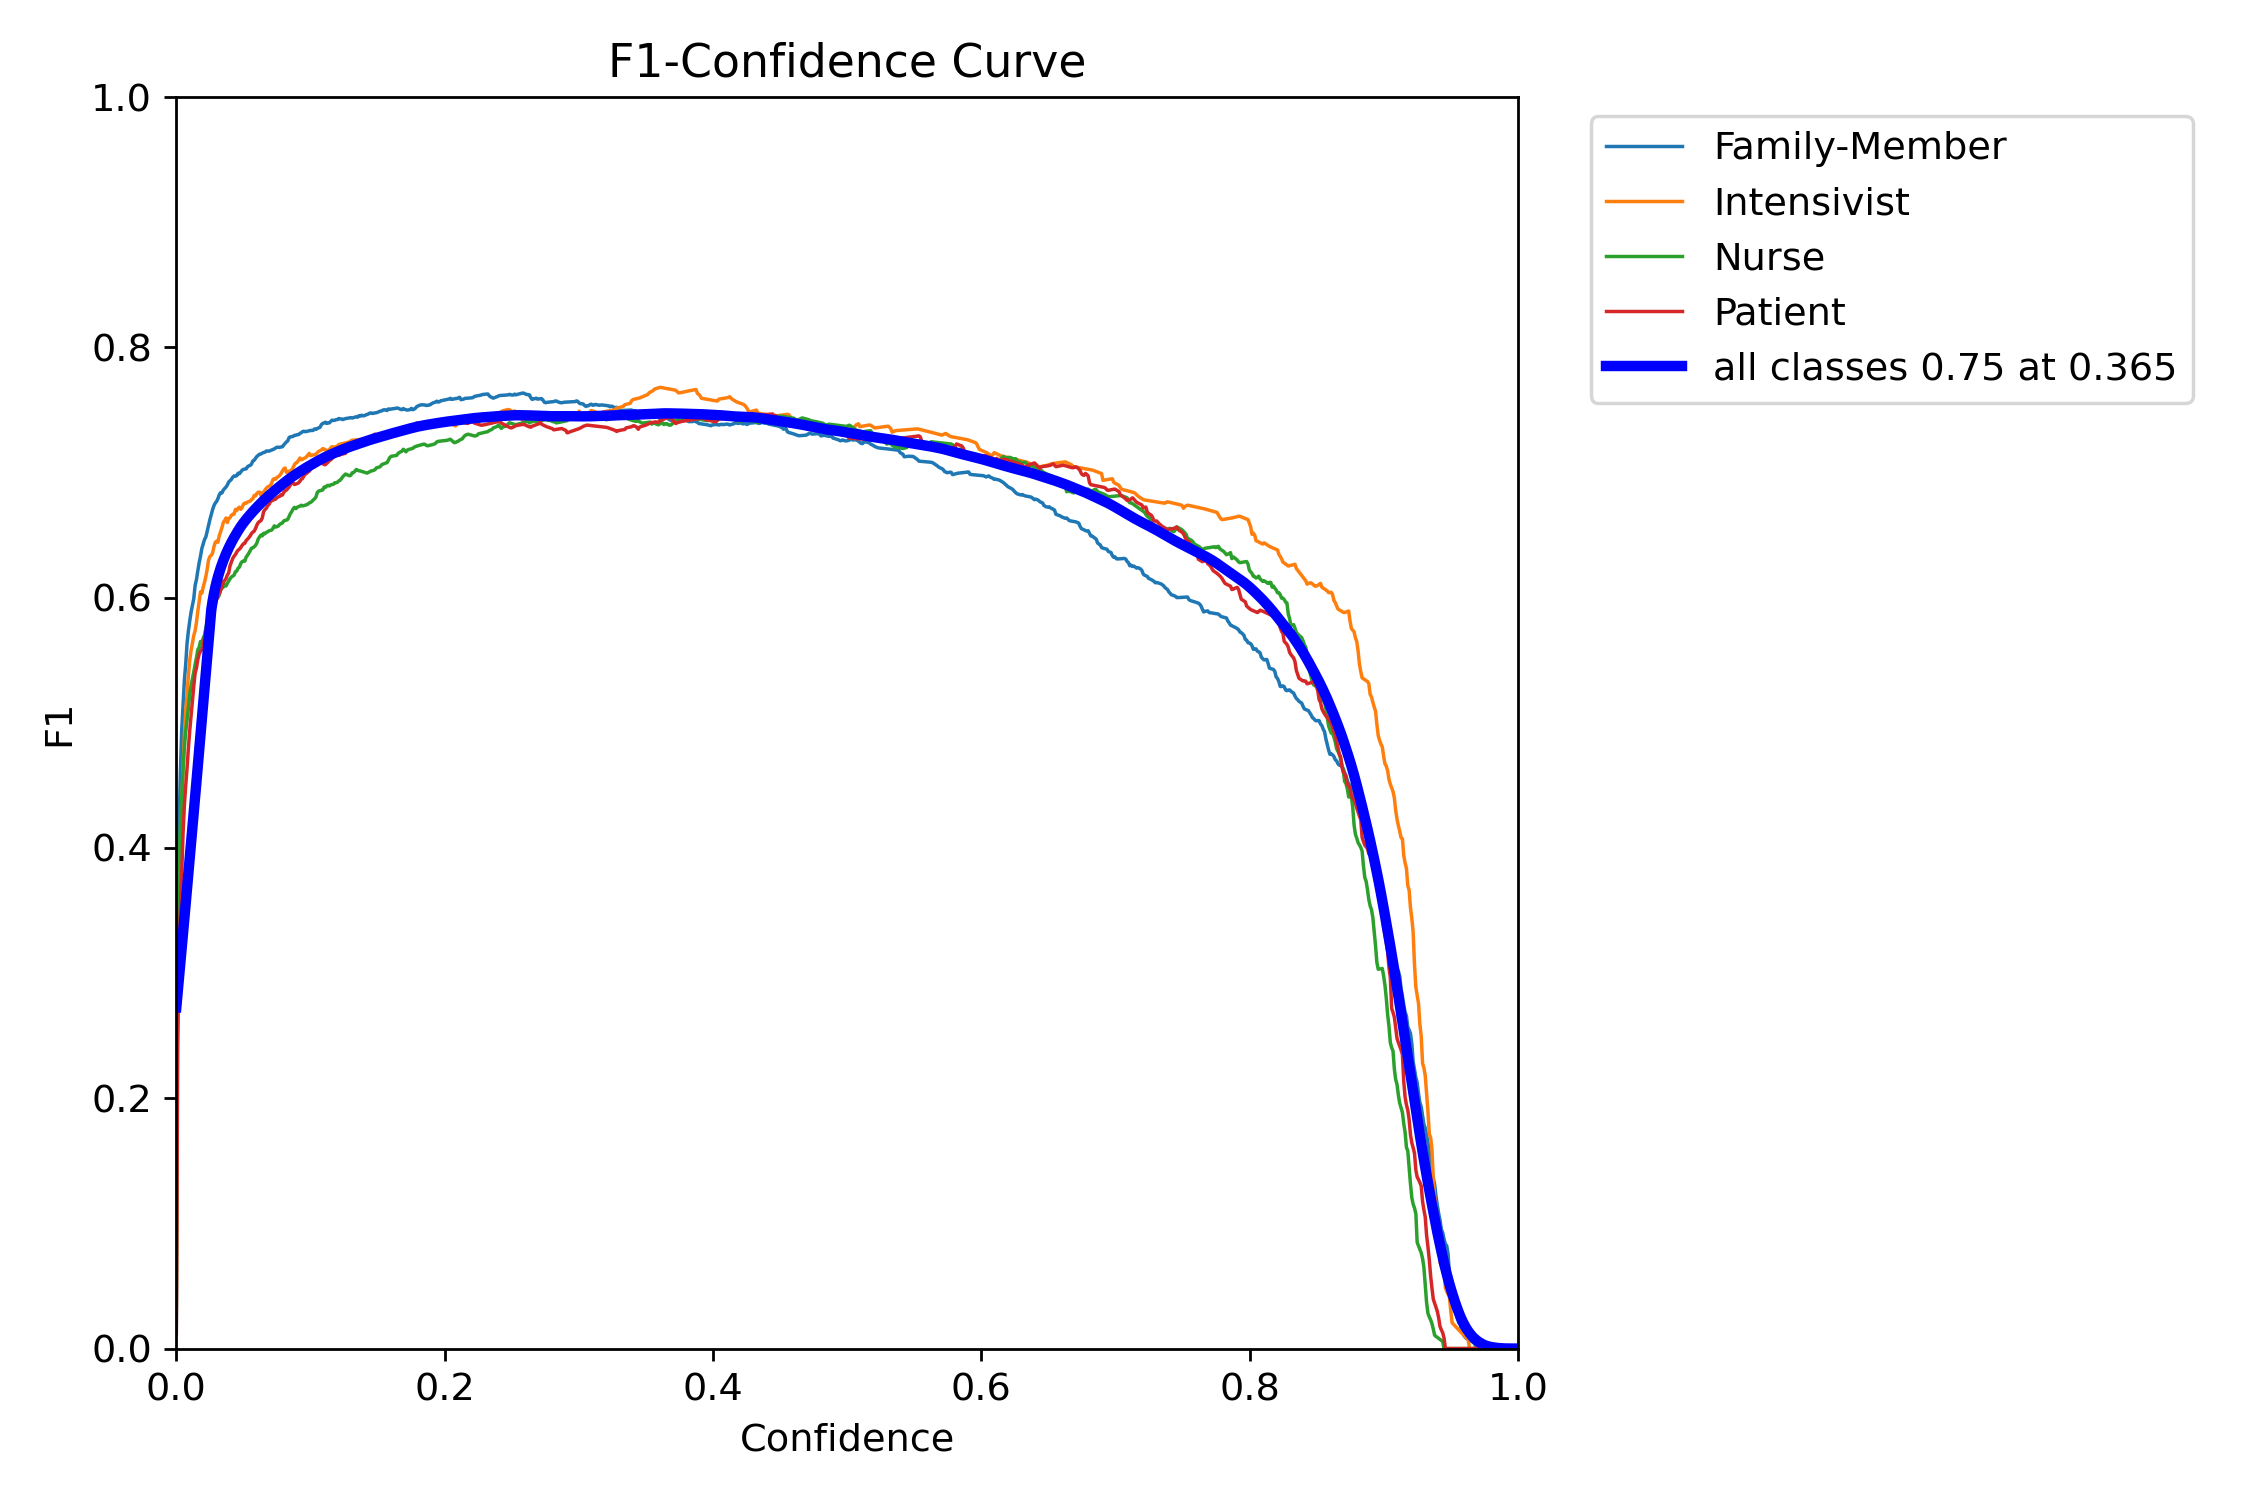 F1-Confidence Curve
1.0
0.8
0.6
0.4
0.2
0.0
F1
0.0 0.2 0.4 0.6 0.8 1.0
Confidence
Family-Member
Intensivist
Nurse
Patient
all classes 0.75 at 0.365